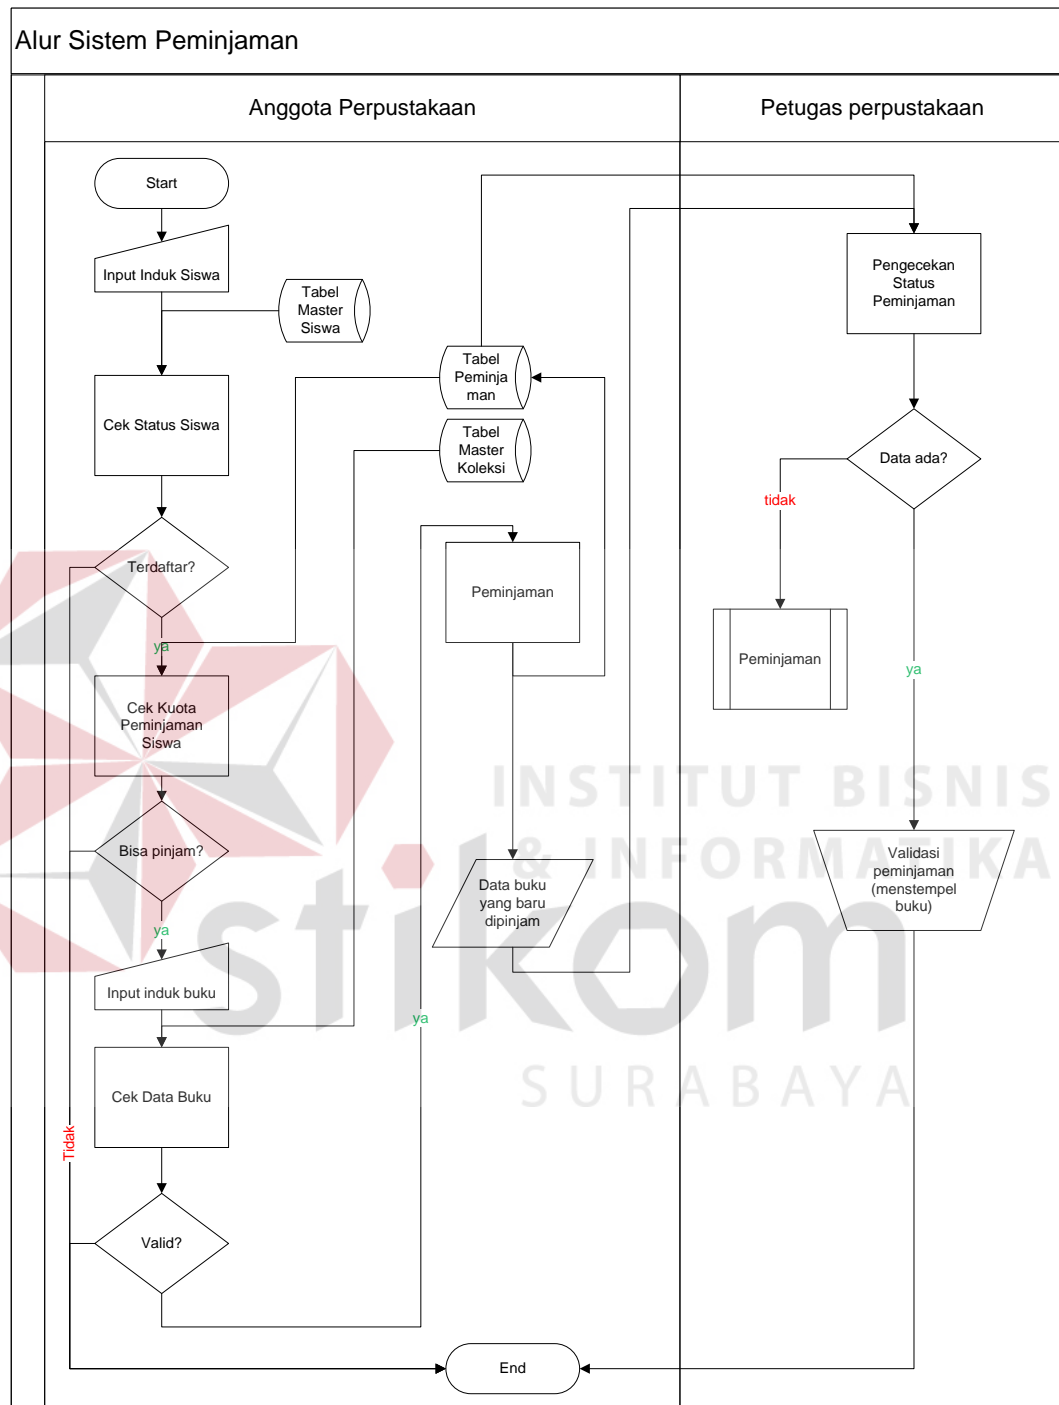 Alur Sistem Peminjaman
Anggota Perpustakaan
Petugas perpustakaan
Start
Input Induk Siswa
Tabel
Master
Siswa
Cek Status Siswa
Terdaftar?
ya
Cek Kuota
Peminjaman
Siswa
Bisa pinjam?
ya
Input induk buku
Cek Data Buku
Tidak
Valid?
Tabel
Peminja
man
Tabel
Master
Koleksi
Peminjaman
Data buku
yang baru
dipinjam
ya
End
Pengecekan
Status
Peminjaman
Data ada?
tidak
Peminjaman
ya
Validasi
peminjaman
(menstempel
buku)
INSTITUT BISNIS
& INFORMATIKA
stikom
SURABAYA